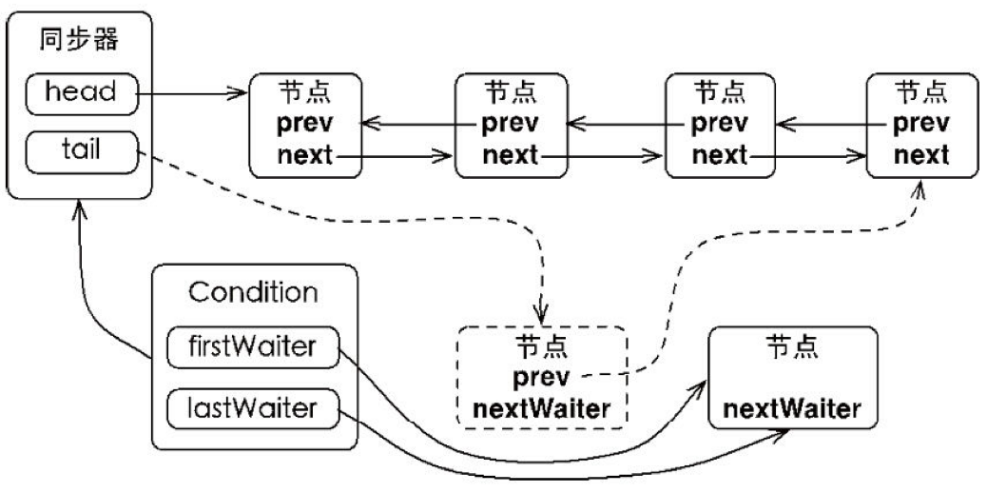 同步器
head
tail
节点
prev
next
节点
prev
next
节点
prev
next
节点
prev
next
Condition
firstWaiter
lastWaiter
节点
prev
nextWaiter
节点
nextWaiter